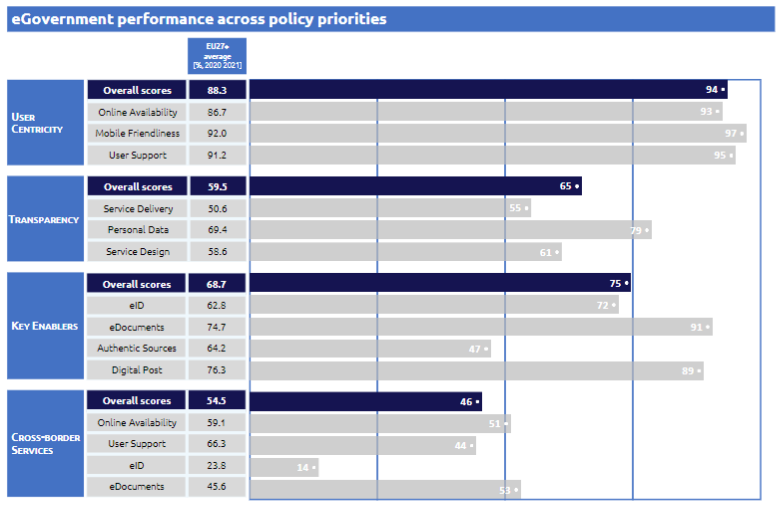 eGovernment performance across policy priorities
EU27+
average
[%, 2020 2021]
USER
CENTRICITY
Overall scores 88.3 94
Online Availability 86.7 93
Mobile Friendliness 92.0 97
User Support 91.2 95
TRANSPARENCY
Overall scores 59.5 65
Service Delivery 50.6 55
Personal Data 69.4 79
Service Design 58.6 61
KEY ENABLERS
Overall scores 68.7 75
eID 62.8 72
eDocuments 74.7 91
Authentic Sources 64.2 47
Digital Post 76.3 89
CROSS-BORDER
SERVICES
Overall scores 54.5 46
Online Availability 59.1 51
User Support 66.3 44
eID 23.8 14
eDocuments 45.6 53